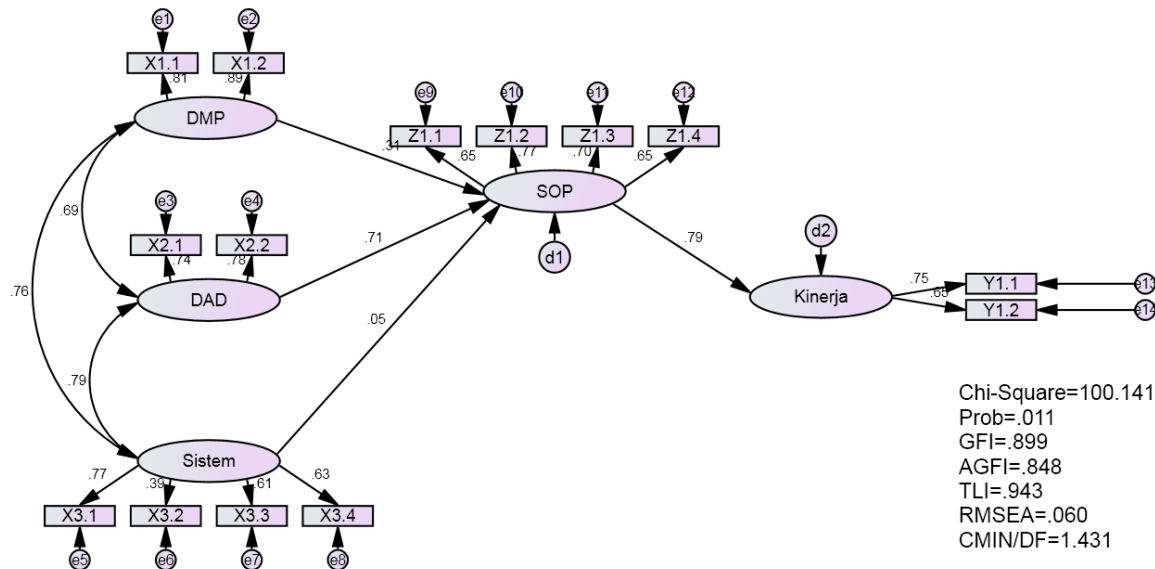 e1
e2
X1.1
X1.2
.81
.89
DMP
e9
e10
e11
e12
Z1.1
Z1.2
Z1.3
Z1.4
.65
.77
.70
.65
.31
SOP
d1
.69
e3
e4
X2.1
X2.2
.74
.78
DAD
.71
.79
d2
Kinerja
.75
.65
Y1.1
Y1.2
e13
e14
.76
.05
.79
Sistem
.77
.39
.61
.63
X3.1
X3.2
X3.3
X3.4
e5
e6
e7
e8
Chi-Square=100.141
Prob=.011
GFI=.899
AGFI=.848
TLI=.943
RMSEA=.060
CMIN/DF=1.431